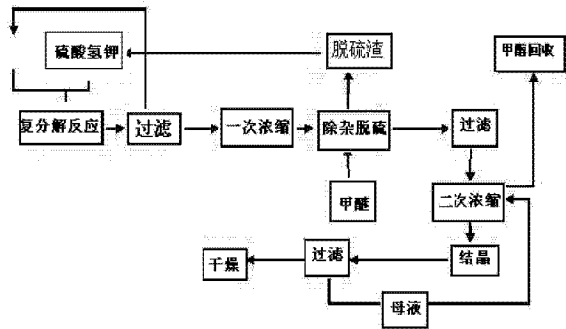 硫酸氢钾
脱硫渣
甲醛回收
复分解反应
过滤
一次浓缩
除杂脱硫
过滤
甲醛
二次浓缩
干燥
过滤
结晶
母液